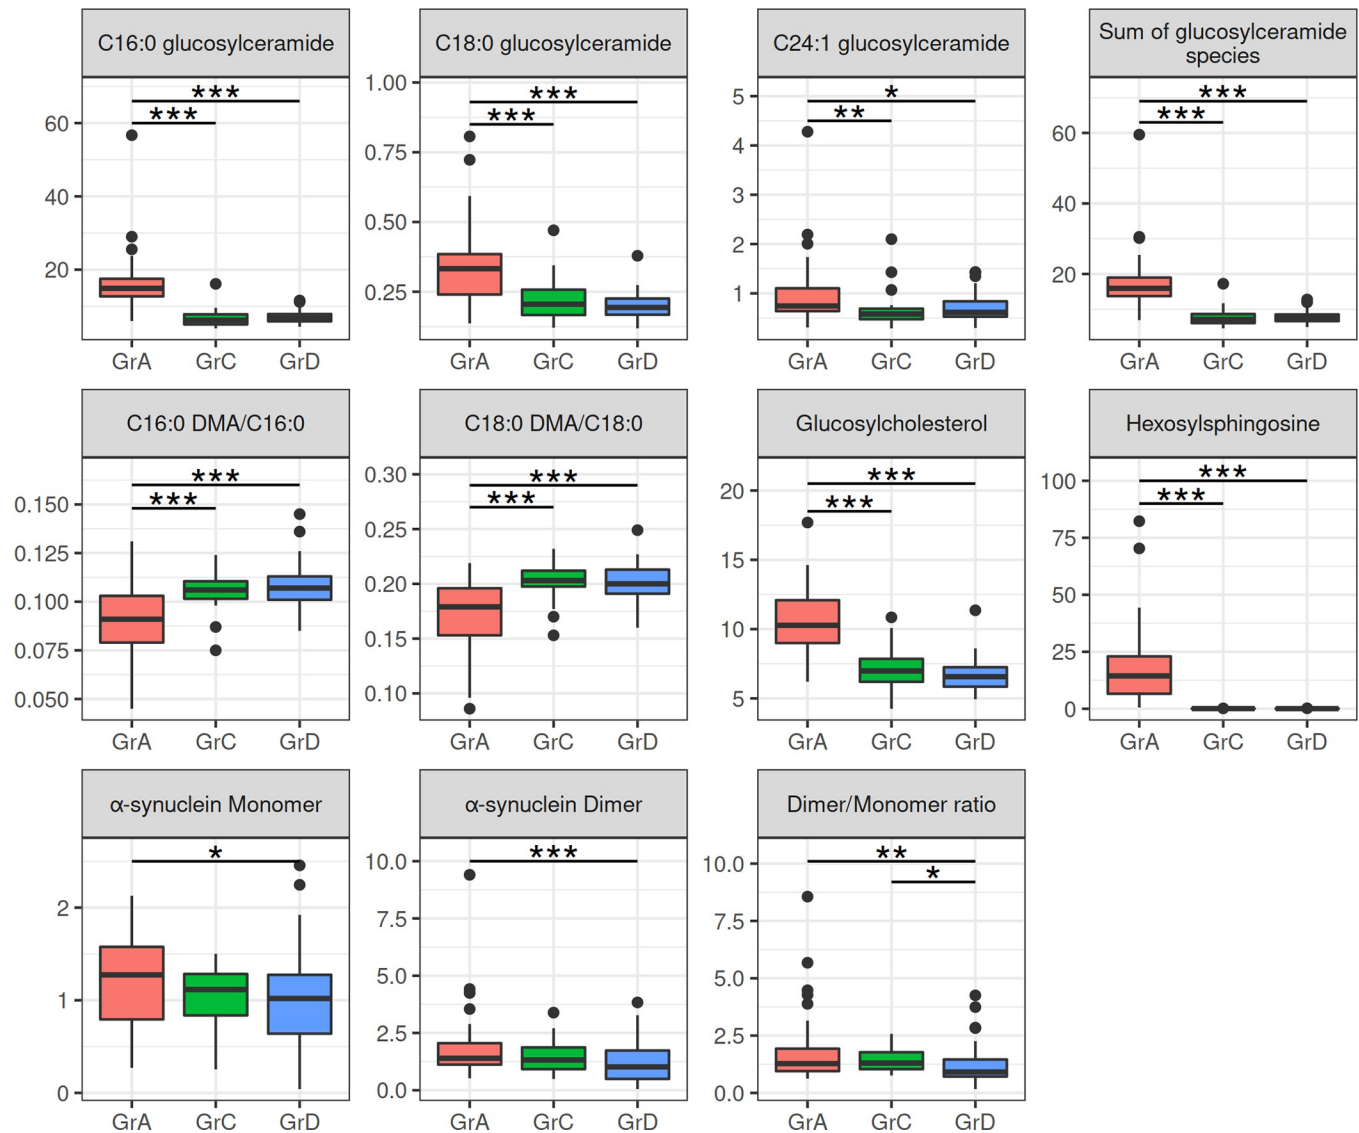 C16:0 glucosylceramide
C18:0 glucosylceramide
C24:1 glucosylceramide
Sum of glucosylceramide
species
***
***
60
40
20
GrA GrC GrD
***
***
1.00
0.75
0.50
0.25
GrA GrC GrD
*
**
5
4
3
2
1
GrA GrC GrD
***
***
60
40
20
GrA GrC GrD
C16:0 DMA/C16:0
C18:0 DMA/C18:0
Glucosylcholesterol
Hexosylsphingosine
***
***
0.150
0.125
0.100
0.075
0.050
GrA GrC GrD
***
***
0.30
0.25
0.20
0.15
0.10
GrA GrC GrD
***
***
20
15
10
5
GrA GrC GrD
***
***
100
75
50
25
0
GrA GrC GrD
α-synuclein Monomer
α-synuclein Dimer
Dimer/Monomer ratio
*
2
1
0
GrA GrC GrD
***
10.0
7.5
5.0
2.5
0.0
GrA GrC GrD
**
*
10.0
7.5
5.0
2.5
0.0
GrA GrC GrD